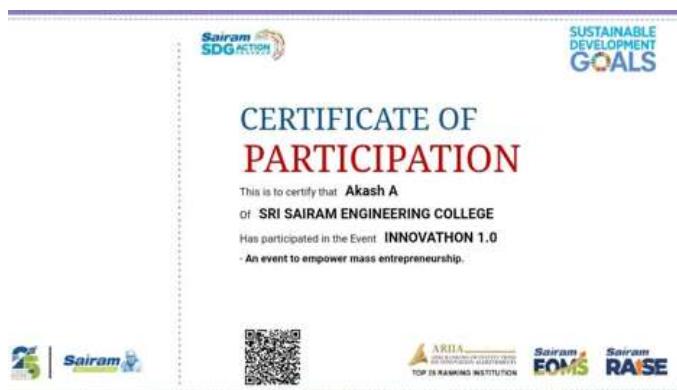 Sairam
SDG ACTION
SUSTAINABLE
DEVELOPMENT
GOALS
CERTIFICATE OF
PARTICIPATION
This is to certify that Akash A
Of SRI SAIRAM ENGINEERING COLLEGE
Has participated in the Event INNOVATHON 1.0
- An event to empower mass entrepreneurship.
25
Sairam
ARIIA
TOP 25 RANKING INSTITUTION
Sairam
EOMS
Sairam
RAISE